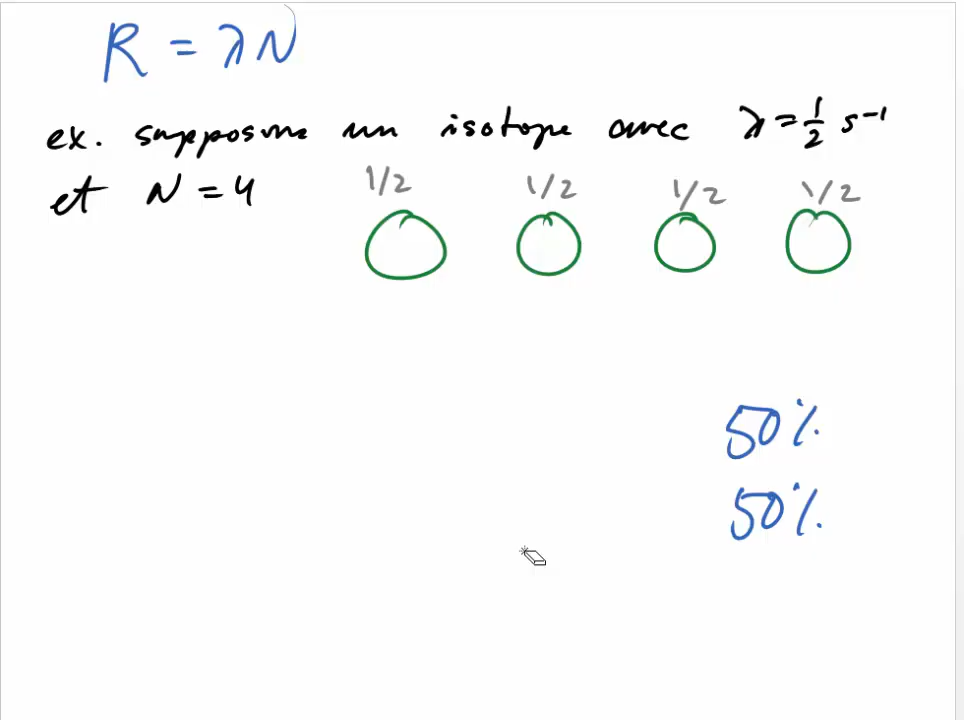 R = λN
ex. supposons un isotope avec λ = 1/2 s⁻¹
et N = 4
1/2 1/2 1/2 1/2
50%
50%